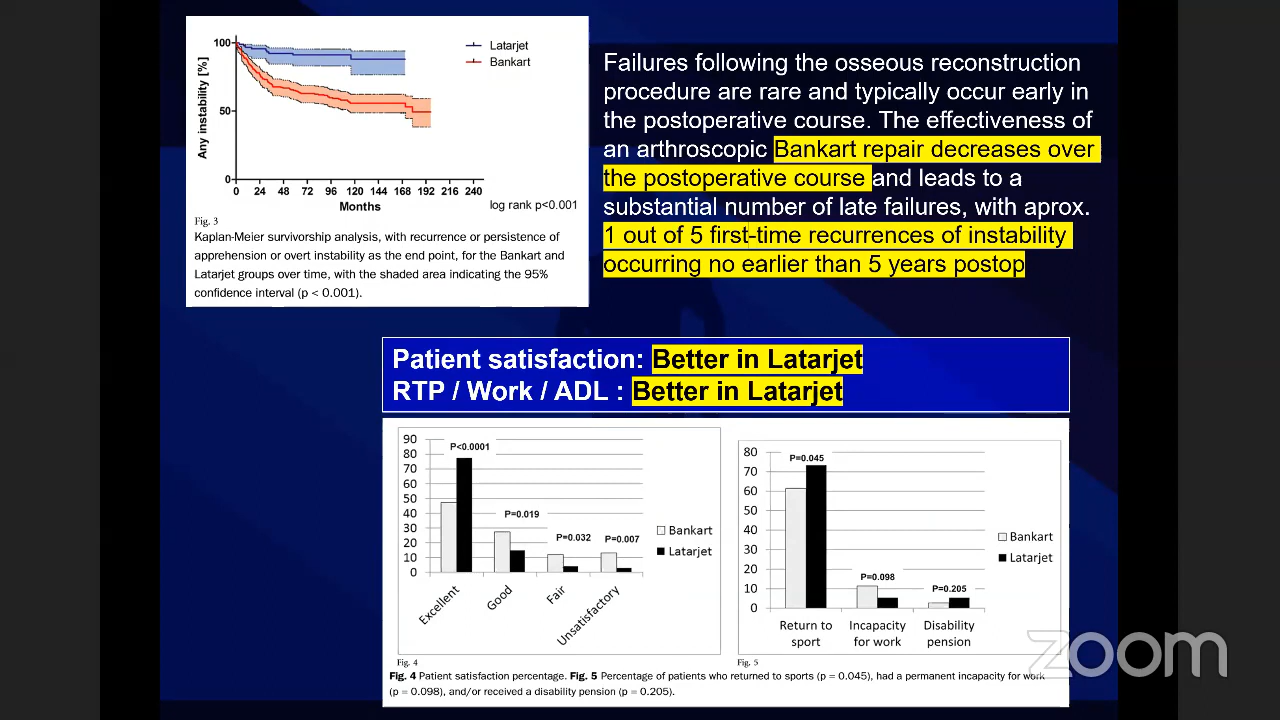 100
50
0
Any instability [%]
0 24 48 72 96 120 144 168 192 216 240
Months
Latarjet
Bankart
log rank p<0.001
Fig. 3
Kaplan-Meier survivorship analysis, with recurrence or persistence of
apprehension or overt instability as the end point, for the Bankart and
Latarjet groups over time, with the shaded area indicating the 95%
confidence interval (p < 0.001).
Failures following the osseous reconstruction
procedure are rare and typically occur early in
the postoperative course. The effectiveness of
an arthroscopic Bankart repair decreases over
the postoperative course and leads to a
substantial number of late failures, with aprox.
1 out of 5 first-time recurrences of instability
occurring no earlier than 5 years postop
Patient satisfaction: Better in Latarjet
RTP / Work / ADL : Better in Latarjet
90
80
70
60
50
40
30
20
10
0
P<0.0001
P=0.019
P=0.032
P=0.007
Excellent
Good
Fair
Unsatisfactory
Bankart
Latarjet
Fig. 4
80
70
60
50
40
30
20
10
0
P=0.045
P=0.098
P=0.205
Return to
sport
Incapacity
for work
Disability
pension
Bankart
Latarjet
Fig. 5
Fig. 4 Patient satisfaction percentage. Fig. 5 Percentage of patients who returned to sports (p = 0.045), had a permanent incapacity for work
(p = 0.098), and/or received a disability pension (p = 0.205).
zoom